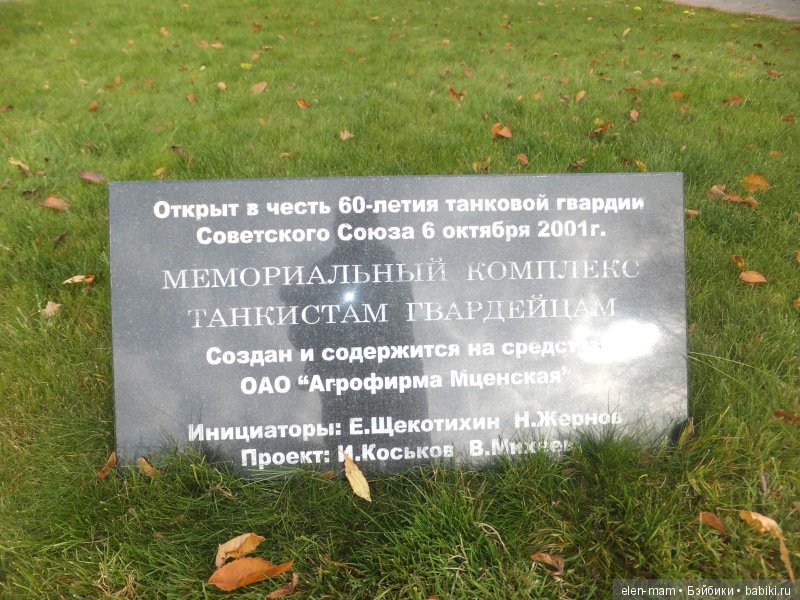 Открыт в честь 60-летия танковой гвардии
Советского Союза 6 октября 2001г.
МЕМОРИАЛЬНЫЙ КОМПЛЕКС
ТАНКИСТАМ ГВАРДЕЙЦАМ
Создан и содержится на
ОАО “Агрофирма Мценская”
Инициаторы: Е.Щекотихин Н.Жернов
Проект: И.Коськов
elen-mam • Бэйбики • babiki.ru